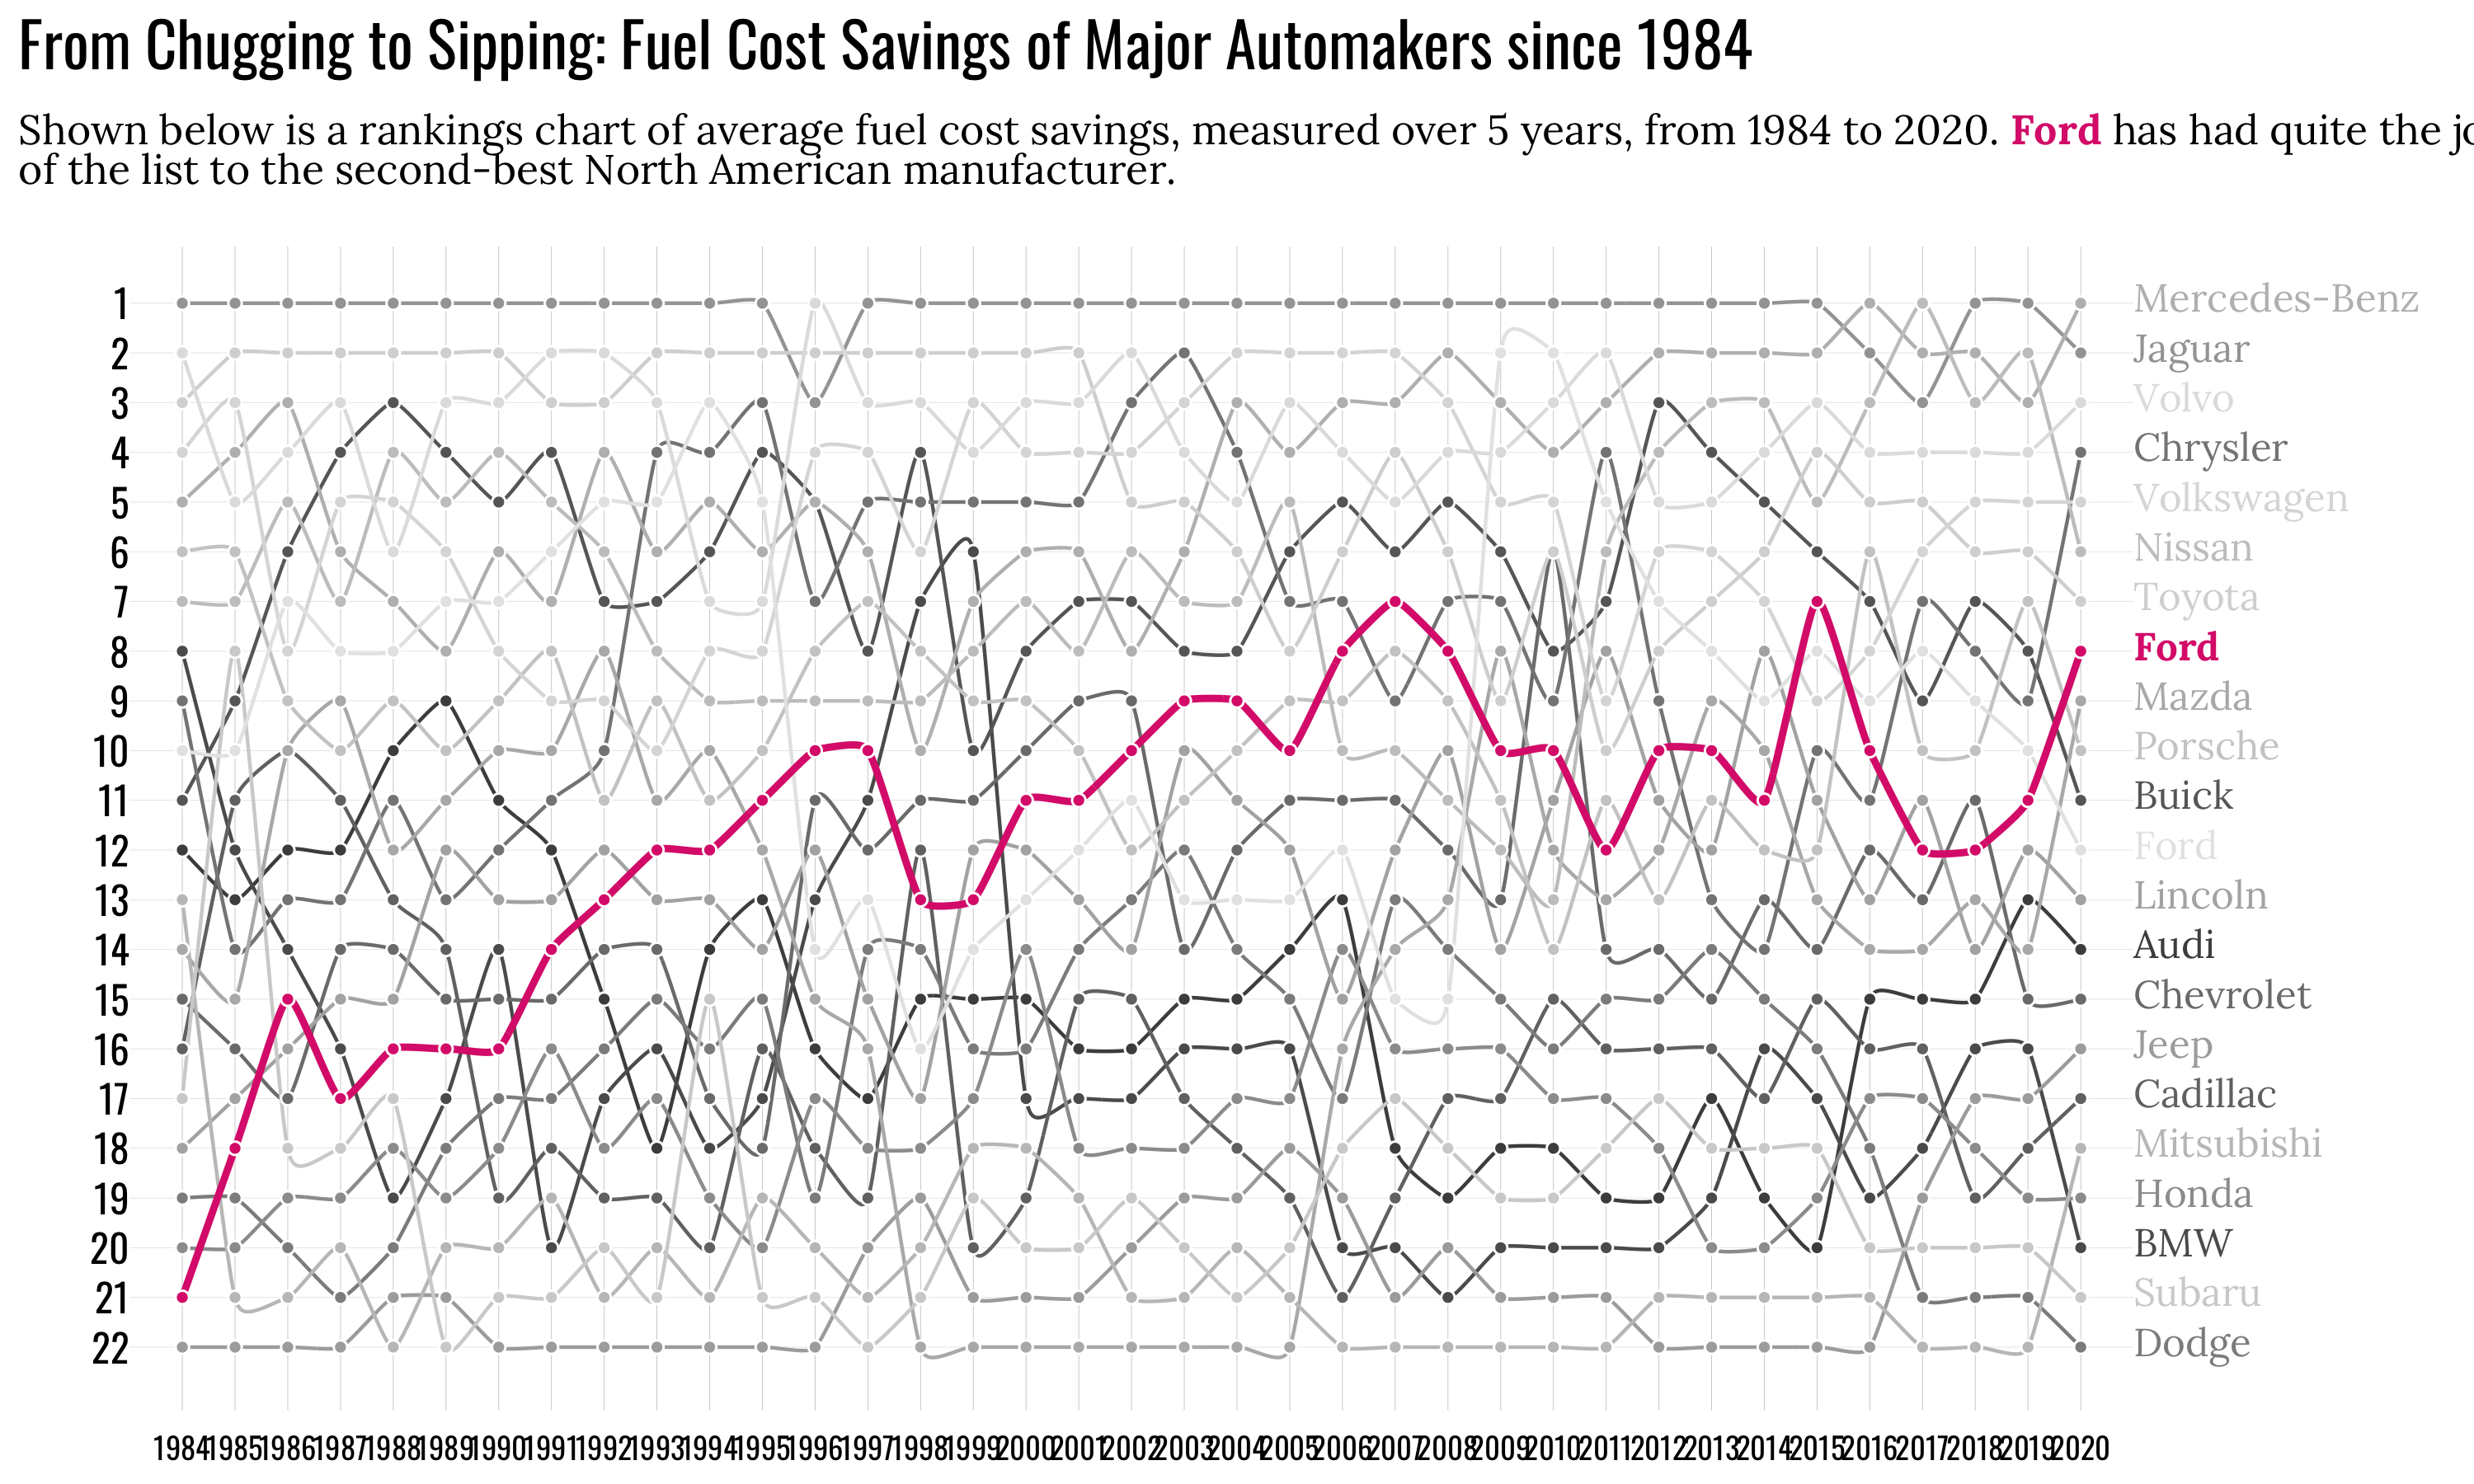 From Chugging to Sipping: Fuel Cost Savings of Major Automakers since 1984
Shown below is a rankings chart of average fuel cost savings, measured over 5 years, from 1984 to 2020. Ford has had quite the
of the list to the second-best North American manufacturer.
1 Mercedes-Benz
2 Jaguar
3 Volvo
4 Chrysler
5 Volkswagen
6 Nissan
7 Toyota
8 Ford
9 Mazda
10 Porsche
11 Buick
12 Ford
13 Lincoln
14 Audi
15 Chevrolet
16 Jeep
17 Cadillac
18 Mitsubishi
19 Honda
20 BMW
21 Subaru
22 Dodge
1984 1985 1986 1987 1988 1989 1990 1991 1992 1993 1994 1995 1996 1997 1998 1999 2000 2001 2002 2003 2004 2005 2006 2007 2008 2009 2010 2011 2012 2013 2014 2015 2016 2017 2018 2019 2020